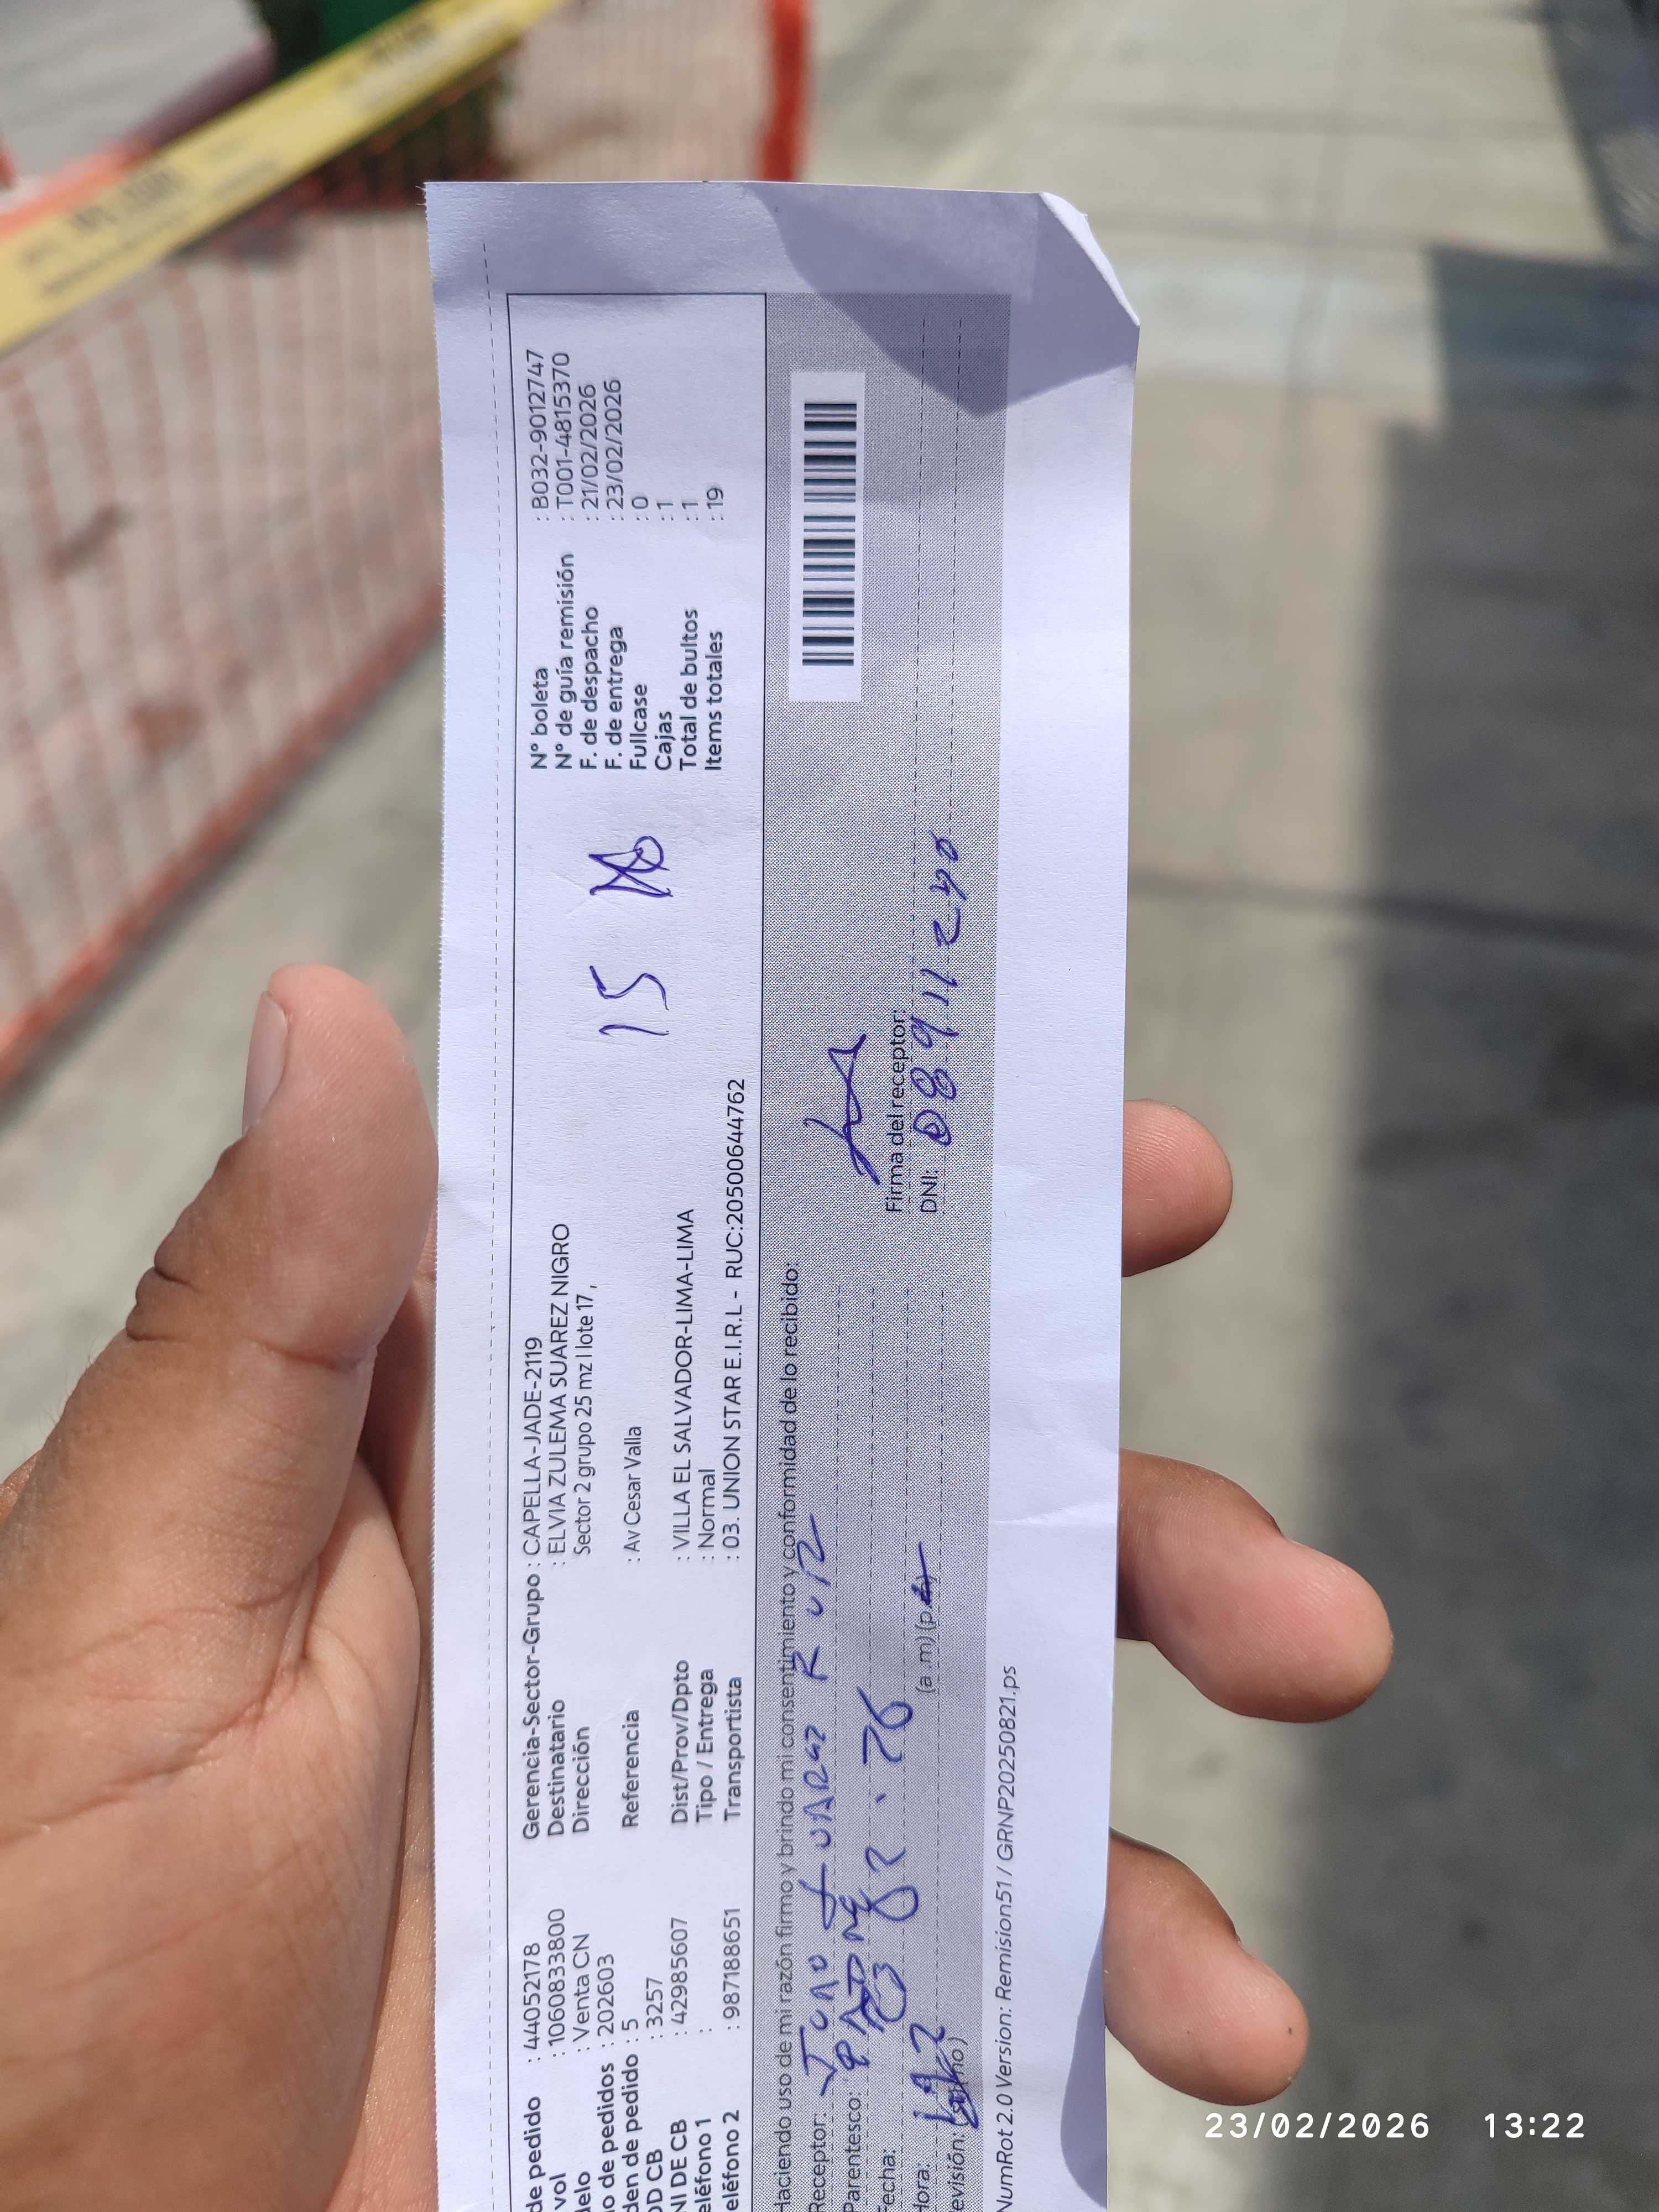 de pedido : 44052178
vol : 1060833800
delo : Venta CN
o de pedidos : 202603
den de pedido : 5
OD CB : 3257
NI DE CB : 42985607
eléfono 1 :
eléfono 2 : 987188651
Gerencia-Sector-Grupo : CAPELLA-JADE-2119
Destinatario : ELVIA ZULEMA SUAREZ NIGRO
Dirección Sector 2 grupo 25 mz l lote 17,
Referencia : Av Cesar Valla
Dist/Prov/Dpto : VILLA EL SALVADOR-LIMA-LIMA
Tipo / Entrega : Normal
Transportista : 03. UNION STAR E.I.R.L - RUC:20500644762
15
N° boleta : B032-9012747
N° de guía remisión : T001-4815370
F. de despacho : 21/02/2026
F. de entrega : 23/02/2026
Fullcase : 0
Cajas : 1
Total de bultos : 1
Items totales : 19
Haciendo uso de mi razón firmo y brindo mi consentimiento y conformidad de lo recibido:
Receptor:
Parentesco:
Fecha:
Hora: (a m) (p
evisión:
Firma del receptor:
DNI: 08911240
NumRot 2.0 Version: Remision51 / GRNP20250821.ps
23/02/2026 13:22